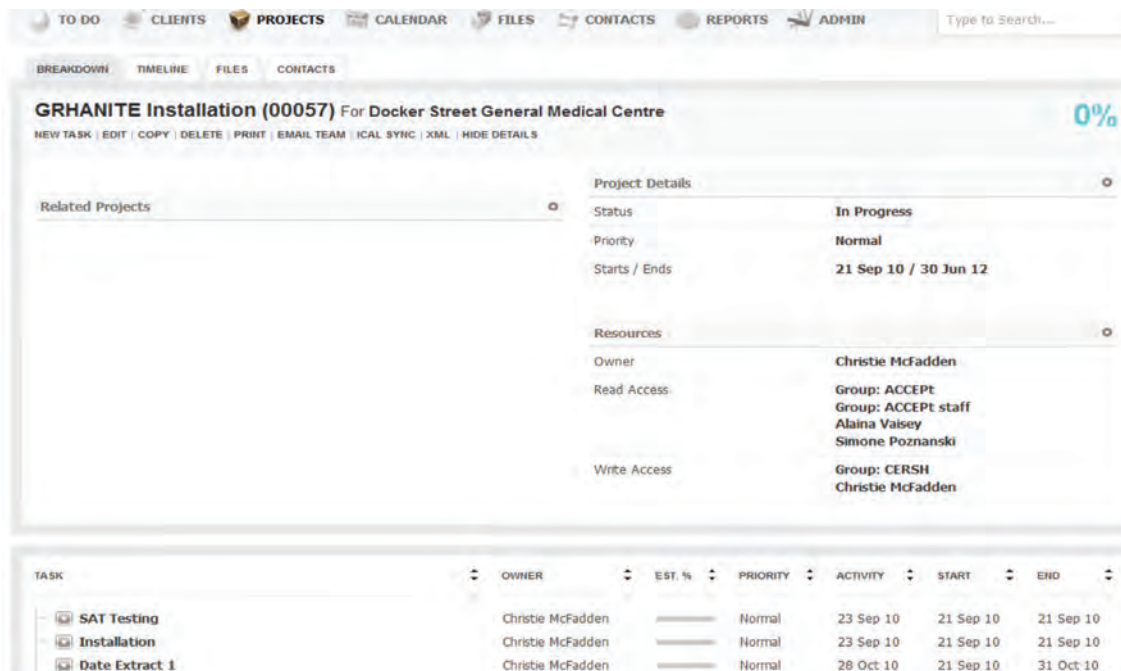 TO DO CLIENTS PROJECTS CALENDAR FILES CONTACTS REPORTS ADMIN Type to Search...
BREAKDOWN TIMELINE FILES CONTACTS
GRHANITE Installation (00057) For Docker Street General Medical Centre
0%
NEW TASK | EDIT | COPY | DELETE | PRINT | EMAIL TEAM | ICAL SYNC | XML | HIDE DETAILS
Related Projects
Project Details
Status In Progress
Priority Normal
Starts / Ends 21 Sep 10 / 30 Jun 12
Resources
Owner Christie McFadden
Read Access Group: ACCEPt
Group: ACCEPt staff
Alaina Vaisey
Simone Poznanski
Write Access Group: CERSH
Christie McFadden
TASK OWNER EST. % PRIORITY ACTIVITY START END
SAT Testing Christie McFadden Normal 23 Sep 10 21 Sep 10 21 Sep 10
Installation Christie McFadden Normal 23 Sep 10 21 Sep 10 21 Sep 10
Date Extract 1 Christie McFadden Normal 28 Oct 10 21 Sep 10 31 Oct 10